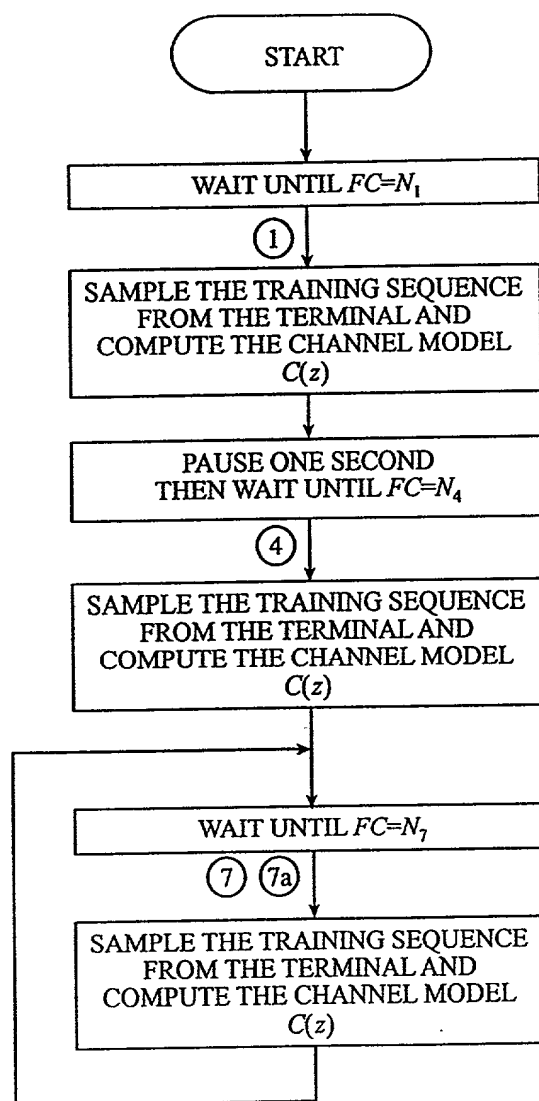 START
WAIT UNTIL FC=N₁
①
SAMPLE THE TRAINING SEQUENCE
FROM THE TERMINAL AND
COMPUTE THE CHANNEL MODEL
C(z)
PAUSE ONE SECOND
THEN WAIT UNTIL FC=N₄
④
SAMPLE THE TRAINING SEQUENCE
FROM THE TERMINAL AND
COMPUTE THE CHANNEL MODEL
C(z)
WAIT UNTIL FC=N₇
⑦ 7a
SAMPLE THE TRAINING SEQUENCE
FROM THE TERMINAL AND
COMPUTE THE CHANNEL MODEL
C(z)